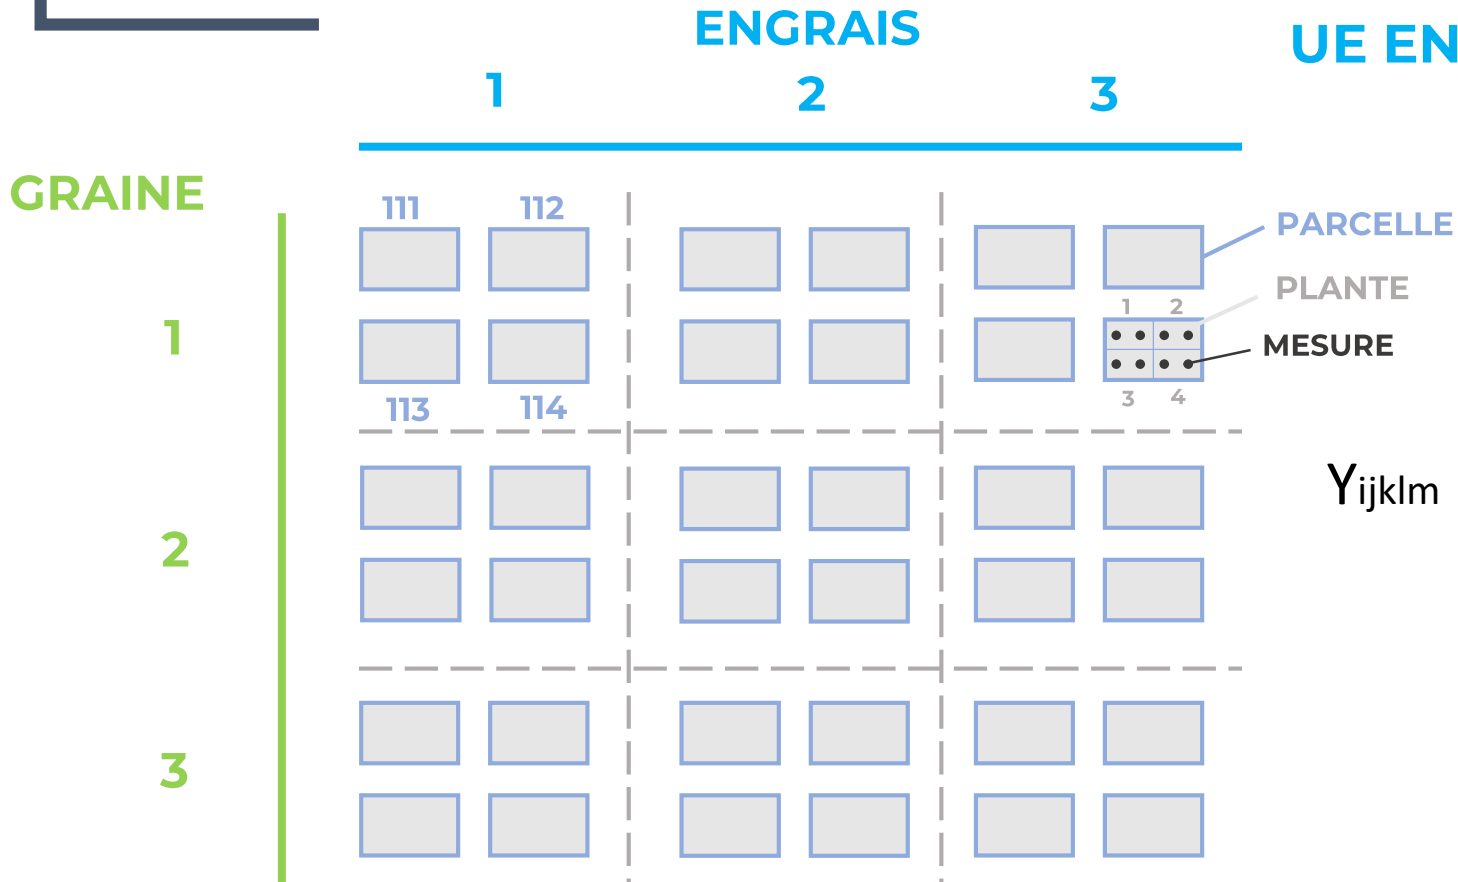 ENGRAIS
UE EN
1 2 3
GRAINE
111 112
PARCELLE
PLANTE
1 2
1
MESURE
3 4
113 114
Yijklm
2
3